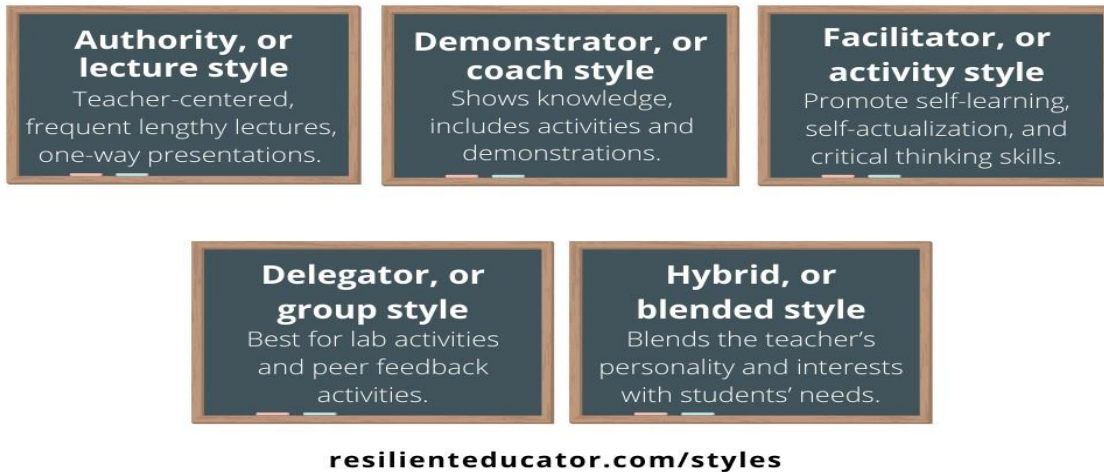 Authority, or
lecture style
Teacher-centered,
frequent lengthy lectures,
one-way presentations.
Demonstrator, or
coach style
Shows knowledge,
includes activities and
demonstrations.
Facilitator, or
activity style
Promote self-learning,
self-actualization, and
critical thinking skills.
Delegator, or
group style
Best for lab activities
and peer feedback
activities.
Hybrid, or
blended style
Blends the teacher’s
personality and interests
with students’ needs.
resilienteducator.com/styles